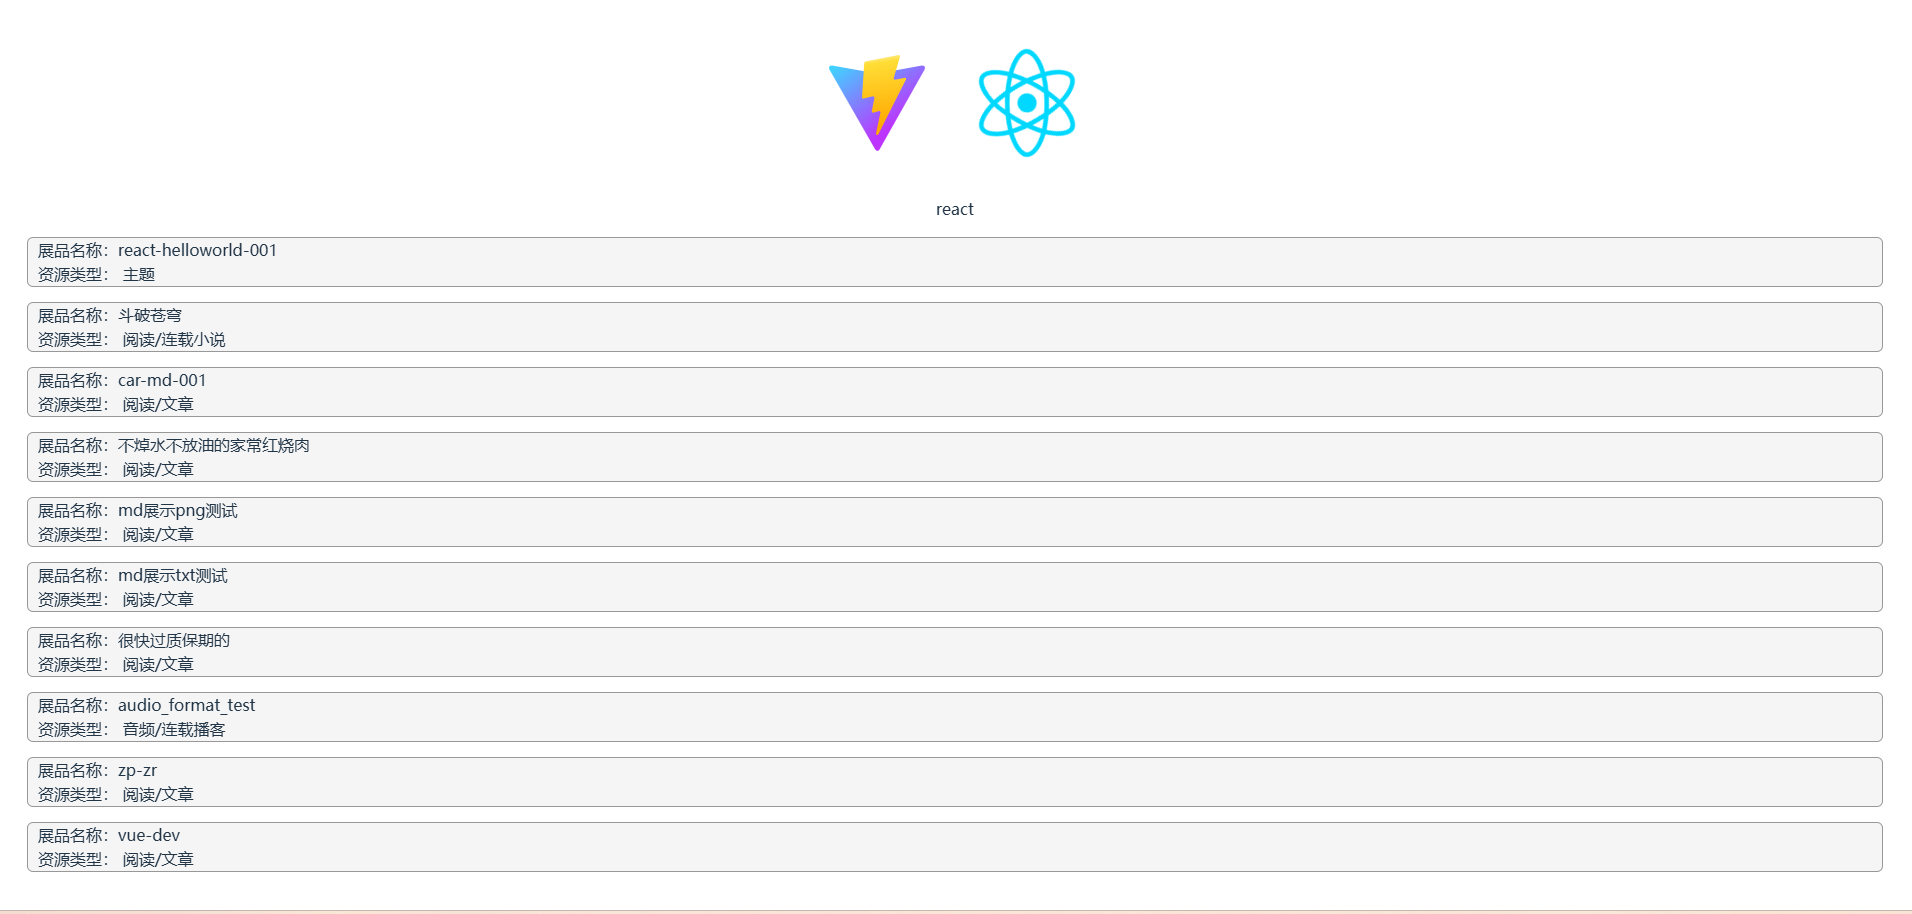 react
展品名称：react-helloworld-001
资源类型： 主题
展品名称：斗破苍穹
资源类型： 阅读/连载小说
展品名称：car-md-001
资源类型： 阅读/文章
展品名称：不焯水不放油的家常红烧肉
资源类型： 阅读/文章
展品名称：md展示png测试
资源类型： 阅读/文章
展品名称：md展示txt测试
资源类型： 阅读/文章
展品名称：很快过质保期的
资源类型： 阅读/文章
展品名称：audio_format_test
资源类型： 音频/连载播客
展品名称：zp-zr
资源类型： 阅读/文章
展品名称：vue-dev
资源类型： 阅读/文章